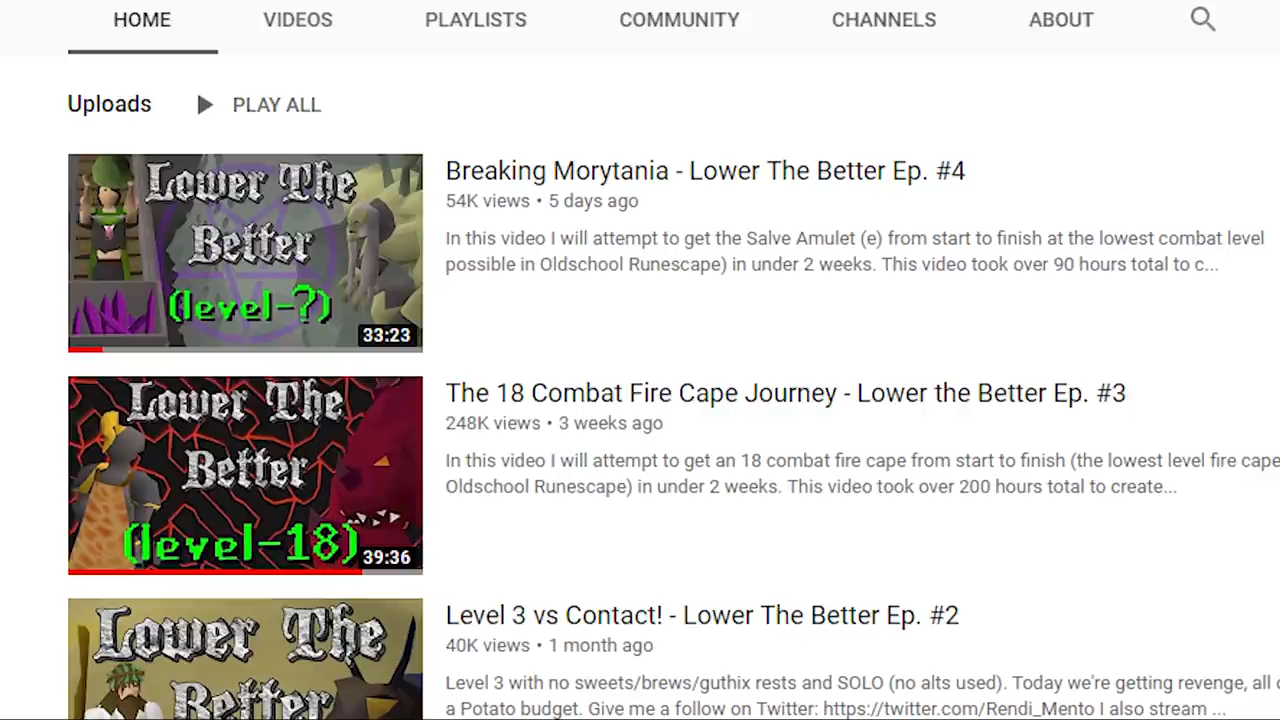 HOME VIDEOS PLAYLISTS COMMUNITY CHANNELS ABOUT
Uploads PLAY ALL
Lower The
Better
(level-?)
33:23
Breaking Morytania - Lower The Better Ep. #4
54K views • 5 days ago
In this video I will attempt to get the Salve Amulet (e) from start to finish at the lowest combat level
possible in Oldschool Runescape) in under 2 weeks. This video took over 90 hours total to c...
Lower The
Better
(level-18)
39:36
The 18 Combat Fire Cape Journey - Lower the Better Ep. #3
248K views • 3 weeks ago
In this video I will attempt to get an 18 combat fire cape from start to finish (the lowest level fire cape
Oldschool Runescape) in under 2 weeks. This video took over 200 hours total to create...
Lower The
Better
Level 3 vs Contact! - Lower The Better Ep. #2
40K views • 1 month ago
Level 3 with no sweets/brews/guthix rests and SOLO (no alts used). Today we're getting revenge, all
a Potato budget. Give me a follow on Twitter: https://twitter.com/Rendi_Mento I also stream ...